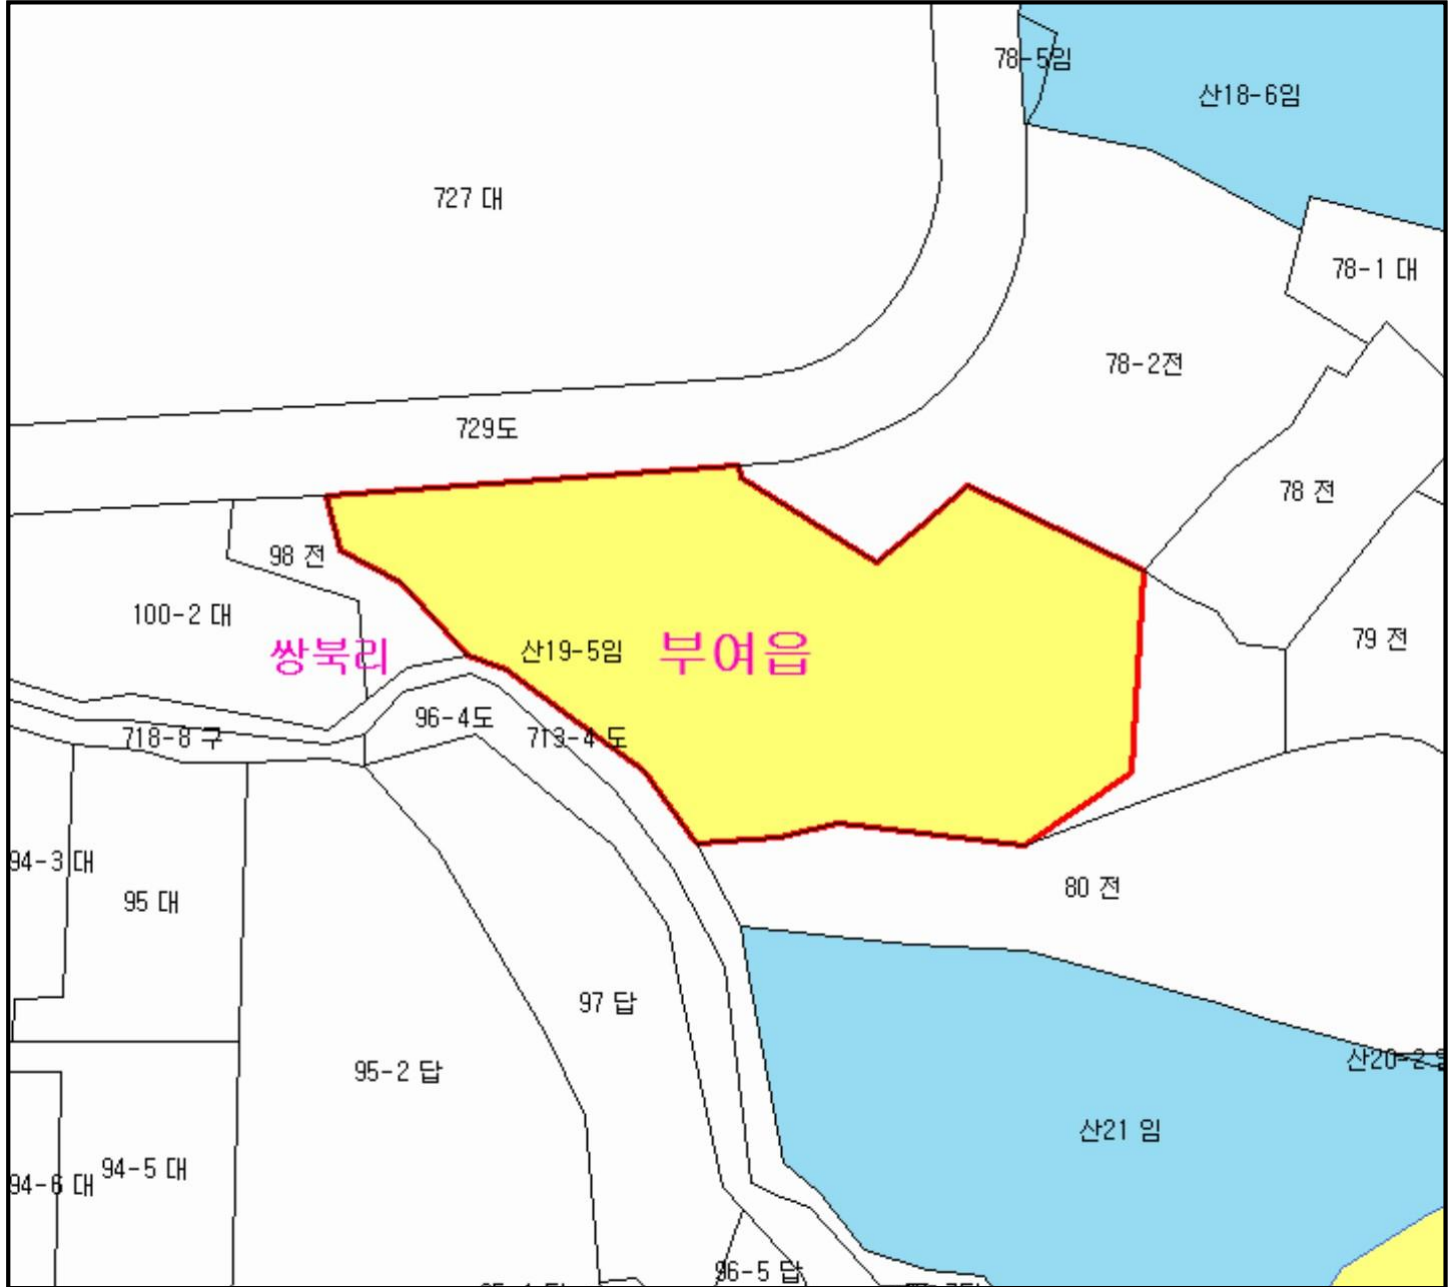 78-5임
산18-6임
727 대
78-1 대
78-2전
729도
78 전
98 전
100-2 대
쌍북리
산19-5임
부여읍
79 전
96-4도
718-8 구
713-4 도
94-3 대
95 대
80 전
97 답
95-2 답
산20-2
산21 임
94-5 대
94-6 대
96-5 답